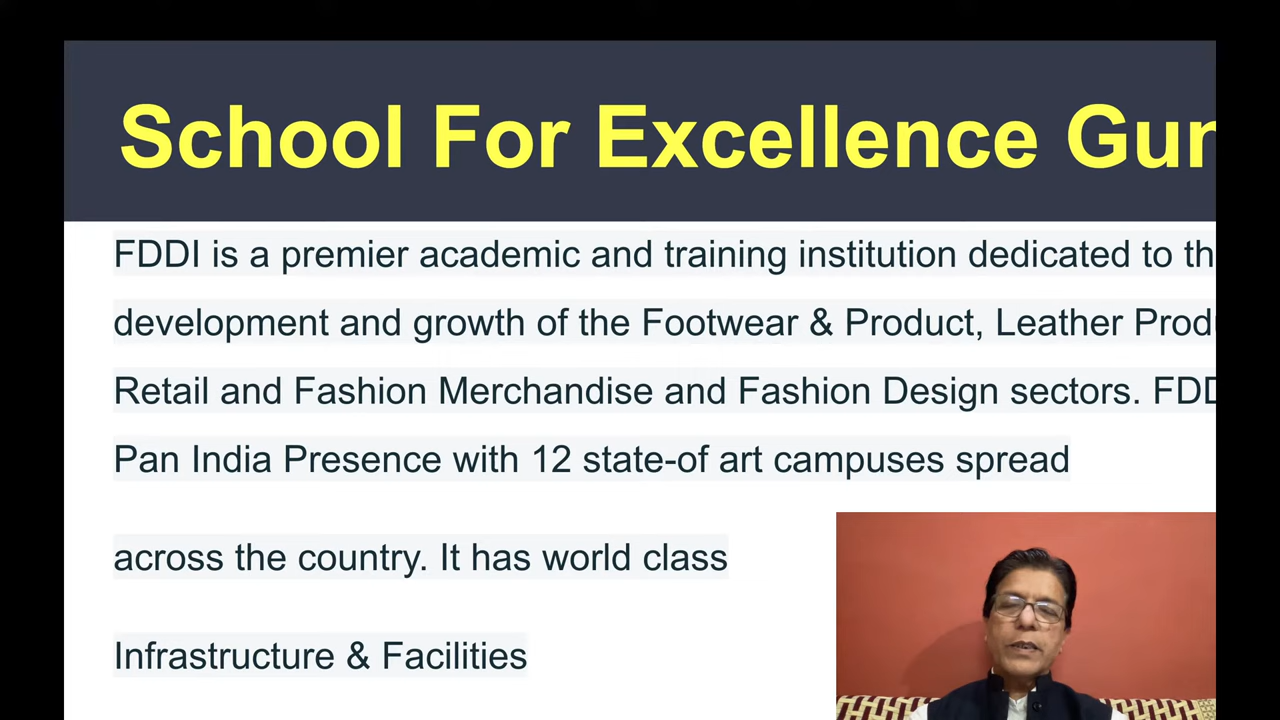 School For Excellence Gur
FDDI is a premier academic and training institution dedicated to th
development and growth of the Footwear & Product, Leather Prod
Retail and Fashion Merchandise and Fashion Design sectors. FDD
Pan India Presence with 12 state-of art campuses spread
across the country. It has world class
Infrastructure & Facilities